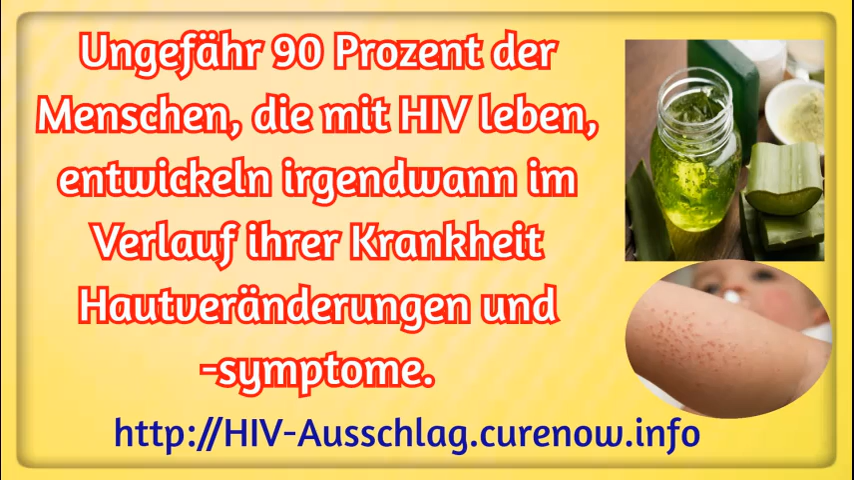 Ungefähr 90 Prozent der
Menschen, die mit HIV leben,
entwickeln irgendwann im
Verlauf ihrer Krankheit
Hautveränderungen und
-symptome.
http://HIV-Ausschlag.curenow.info